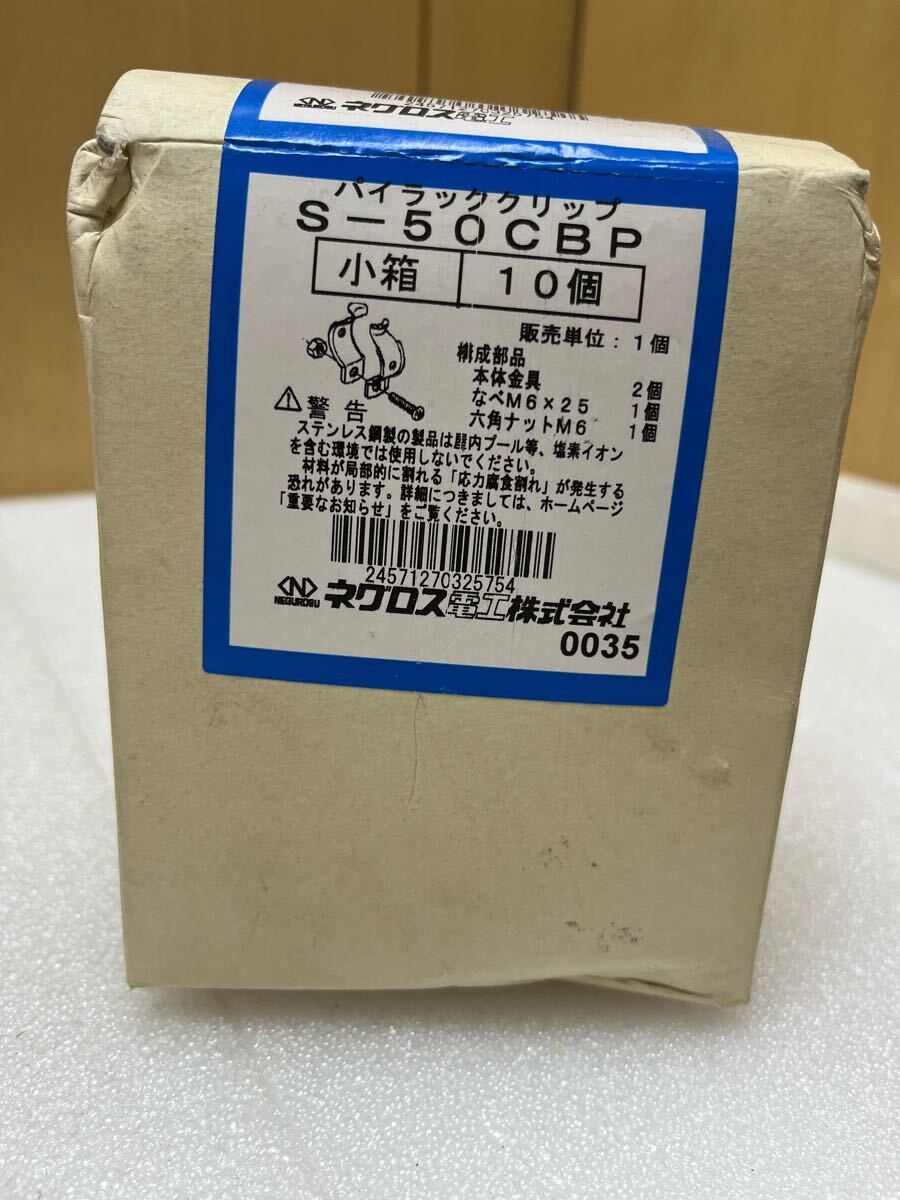 NEGUROSU ネグロス電工
パイラッククリップ
S-50CBP
小箱 10個
販売単位：1個
構成部品
本体金具 2個
なべM6×25 1個
六角ナットM6 1個
⚠警告
ステンレス鋼製の製品は屋内プール等、塩素イオン
を含む環境では使用しないでください。
材料が局部的に割れる「応力腐食割れ」が発生する
恐れがあります。詳細につきましては、ホームページ
「重要なお知らせ」をご覧ください。
24571270325754
NEGUROSU ネグロス電工株式会社
0035